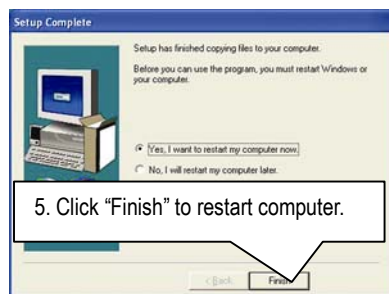 Setup Complete
Setup has finished copying files to your computer.
Before you can use the program, you must restart Windows or
your computer.
Yes, I want to restart my computer now.
No, I will restart my computer later.
5. Click “Finish” to restart computer.
< Back
Finish